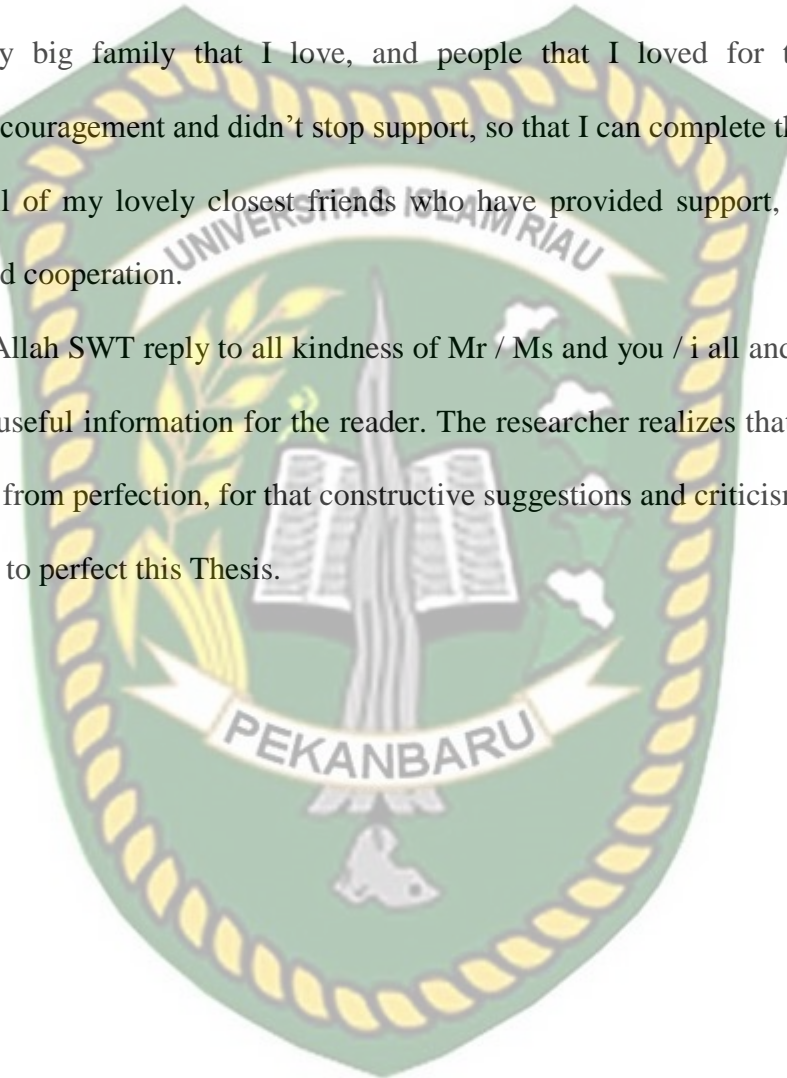 y big family that I love, and people that I loved for t
couragement and didn't stop support, so that I can complete th
l of my lovely closest friends who have provided support,
d cooperation.
Allah SWT reply to all kindness of Mr / Ms and you / i all and
useful information for the reader. The researcher realizes that
from perfection, for that constructive suggestions and criticism
to perfect this Thesis.
UNIVERSITAS ISLAM RIAU
PEKANBARU